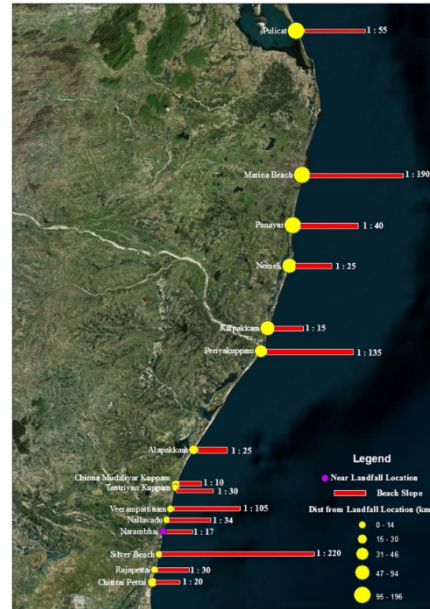 Pulicat 1 : 55
Marina Beach 1 : 190
Panayur 1 : 40
Nemeli 1 : 25
Kalpakkam 1 : 15
Periyakuppam 1 : 135
Alapakkam 1 : 25
Chinna Mudaliyar Kuppam 1 : 10
Tantriyan Kuppam 1 : 30
Veerampattinam 1 : 105
Nallavadu 1 : 34
Narambhai 1 : 17
Silver Beach 1 : 220
Rajapettai 1 : 30
Chitirai Pettai 1 : 20
Legend
Near Landfall Location
Beach Slope
Dist from Landfall Location (km
0 - 14
15 - 30
31 - 46
47 - 94
95 - 196